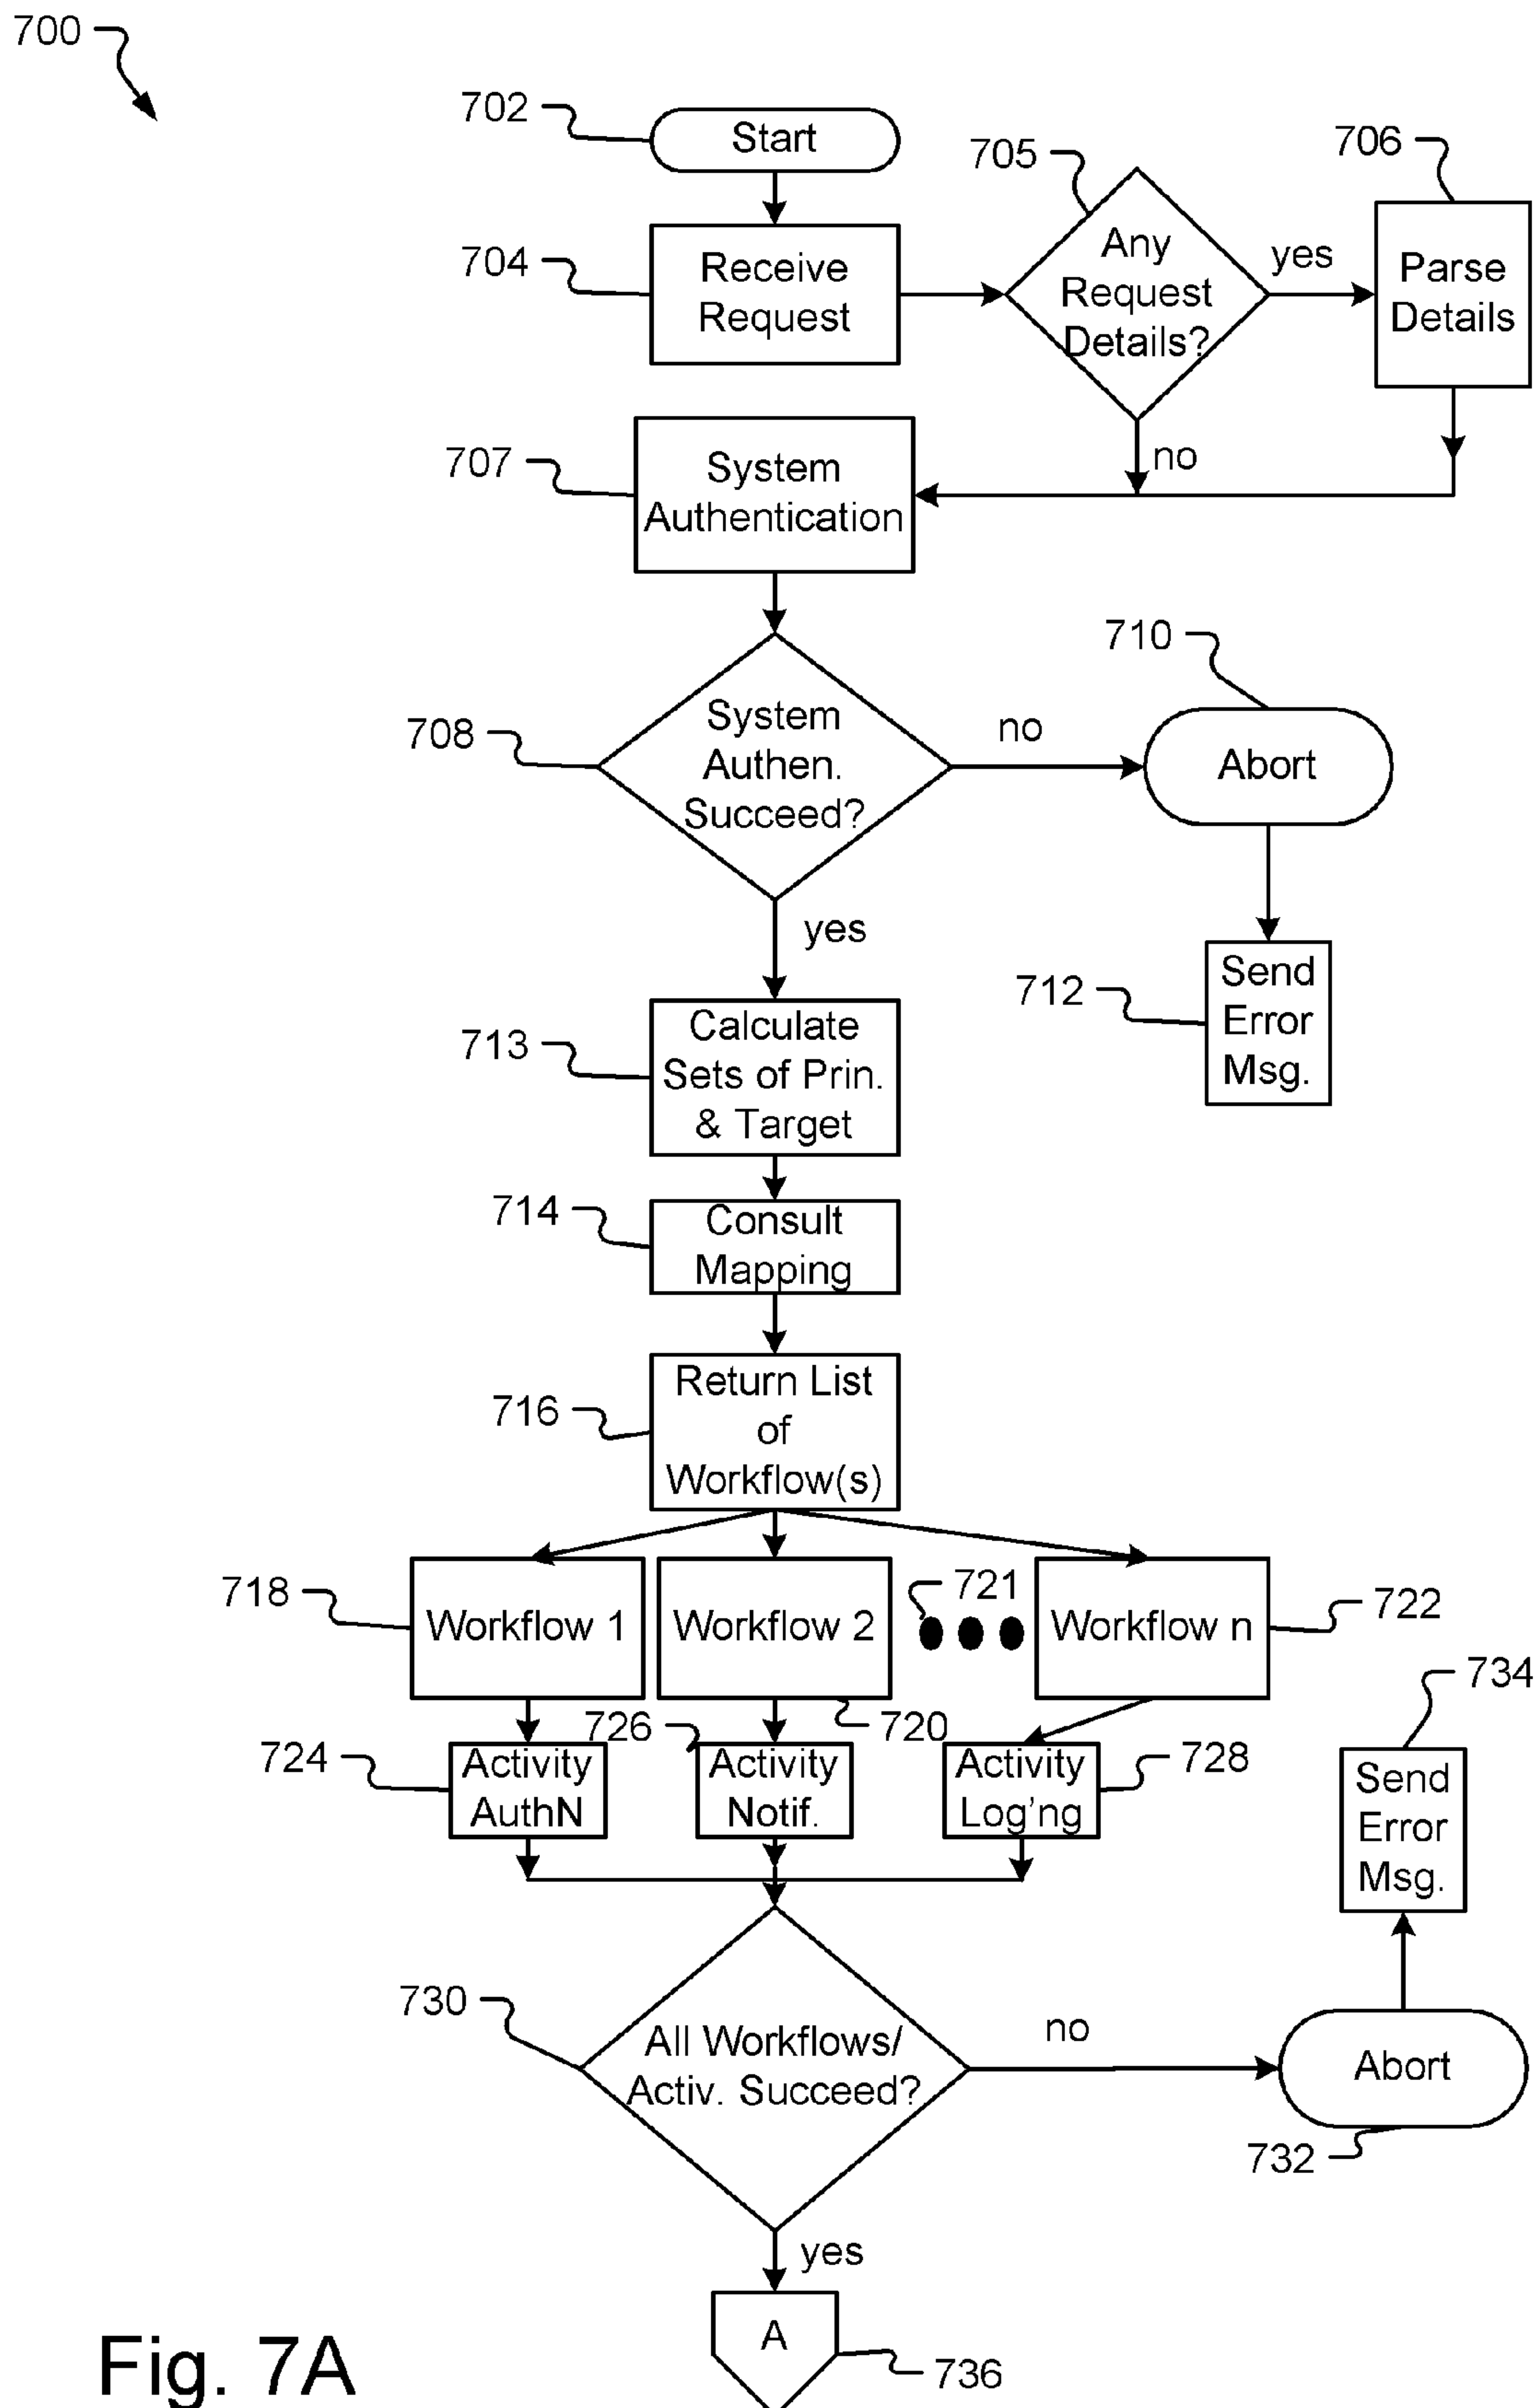 700
702
Start
705
706
704
Receive
Request
Any
Request
Details?
yes
Parse
Details
no
707
System
Authentication
710
708
System
Authen.
Succeed?
no
Abort
yes
712
Send
Error
Msg.
713
Calculate
Sets of Prin.
& Target
714
Consult
Mapping
716
Return List
of
Workflow(s)
718
Workflow 1
Workflow 2
721
Workflow n
722
734
726
720
724
Activity
AuthN
Activity
Notif.
Activity
Log'ng
728
Send
Error
Msg.
730
All Workflows/
Activ. Succeed?
no
Abort
732
yes
A
736
Fig. 7A